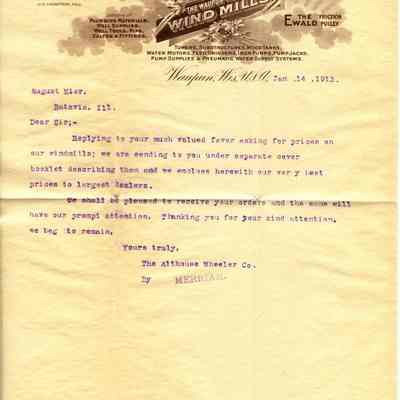 THE WAUPUN
WIND MILLS
PLUMBING MATERIALS,
WELL SUPPLIES,
WELL TOOLS, PIPE,
VALVES & FITTINGS.
THE EWALD FRICTION PULLEY
TOWERS, SUBSTRUCTURES, WOOD TANKS,
WATER MOTORS, FEED GRINDERS, IRON PUMPS, PUMP JACKS,
PUMP SUPPLIES & PNEUMATIC WATER SUPPLY SYSTEMS.
Waupun, Wis, U.S.A. Jan .14 .1913.
August Mier.
Batavia. Ill.
Dear Sir;-
Replying to your much valued favor asking for prices on
our windmills; we are sending to you under separate cover
booklet describing them and we enclose herewith our very best
prices to largest dealers.
We shall be pleased to receive your orders and the same will
have our prompt attention. Thanking you for your kind attention,
we beg to remain.
Yours truly.
The Althouse Wheeler Co.
By MERRIAM.